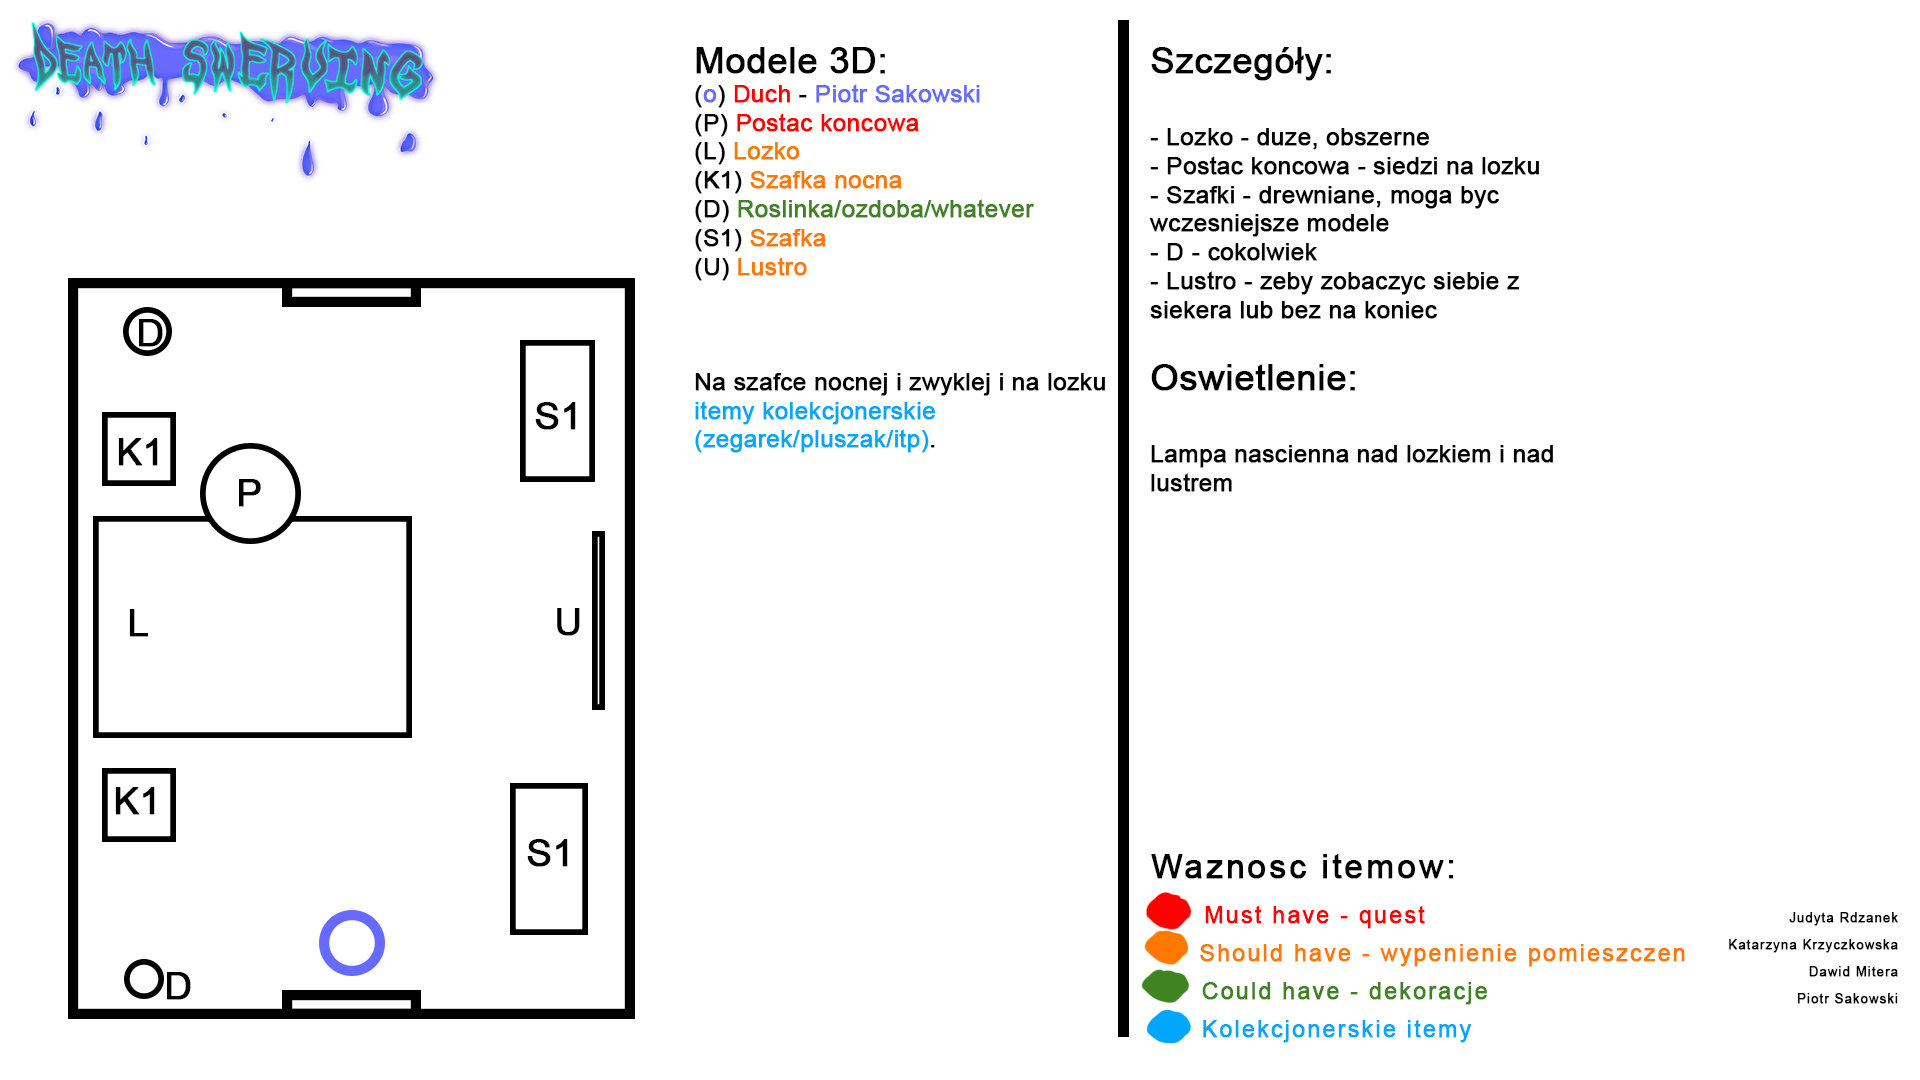 DEATH SWERVING
Modele 3D:
(o) Duch - Piotr Sakowski
(P) Postac koncowa
(L) Lozko
(K1) Szafka nocna
(D) Roslinka/ozdoba/whatever
(S1) Szafka
(U) Lustro
Na szafce nocnej i zwyklej i na lozku
itemy kolekcjonerskie
(zegarek/pluszak/itp).
D
K1
P
S1
L
U
K1
S1
D
Szczegóły:
- Lozko - duze, obszerne
- Postac koncowa - siedzi na lozku
- Szafki - drewniane, moga byc
wczesniejsze modele
- D - cokolwiek
- Lustro - zeby zobaczyc siebie z
siekera lub bez na koniec
Oswietlenie:
Lampa nascienna nad lozkiem i nad
lustrem
Waznosc itemow:
Must have - quest
Should have - wypenienie pomieszczen
Could have - dekoracje
Kolekcjonerskie itemy
Judyta Rdzanek
Katarzyna Krzyczkowska
Dawid Mitera
Piotr Sakowski